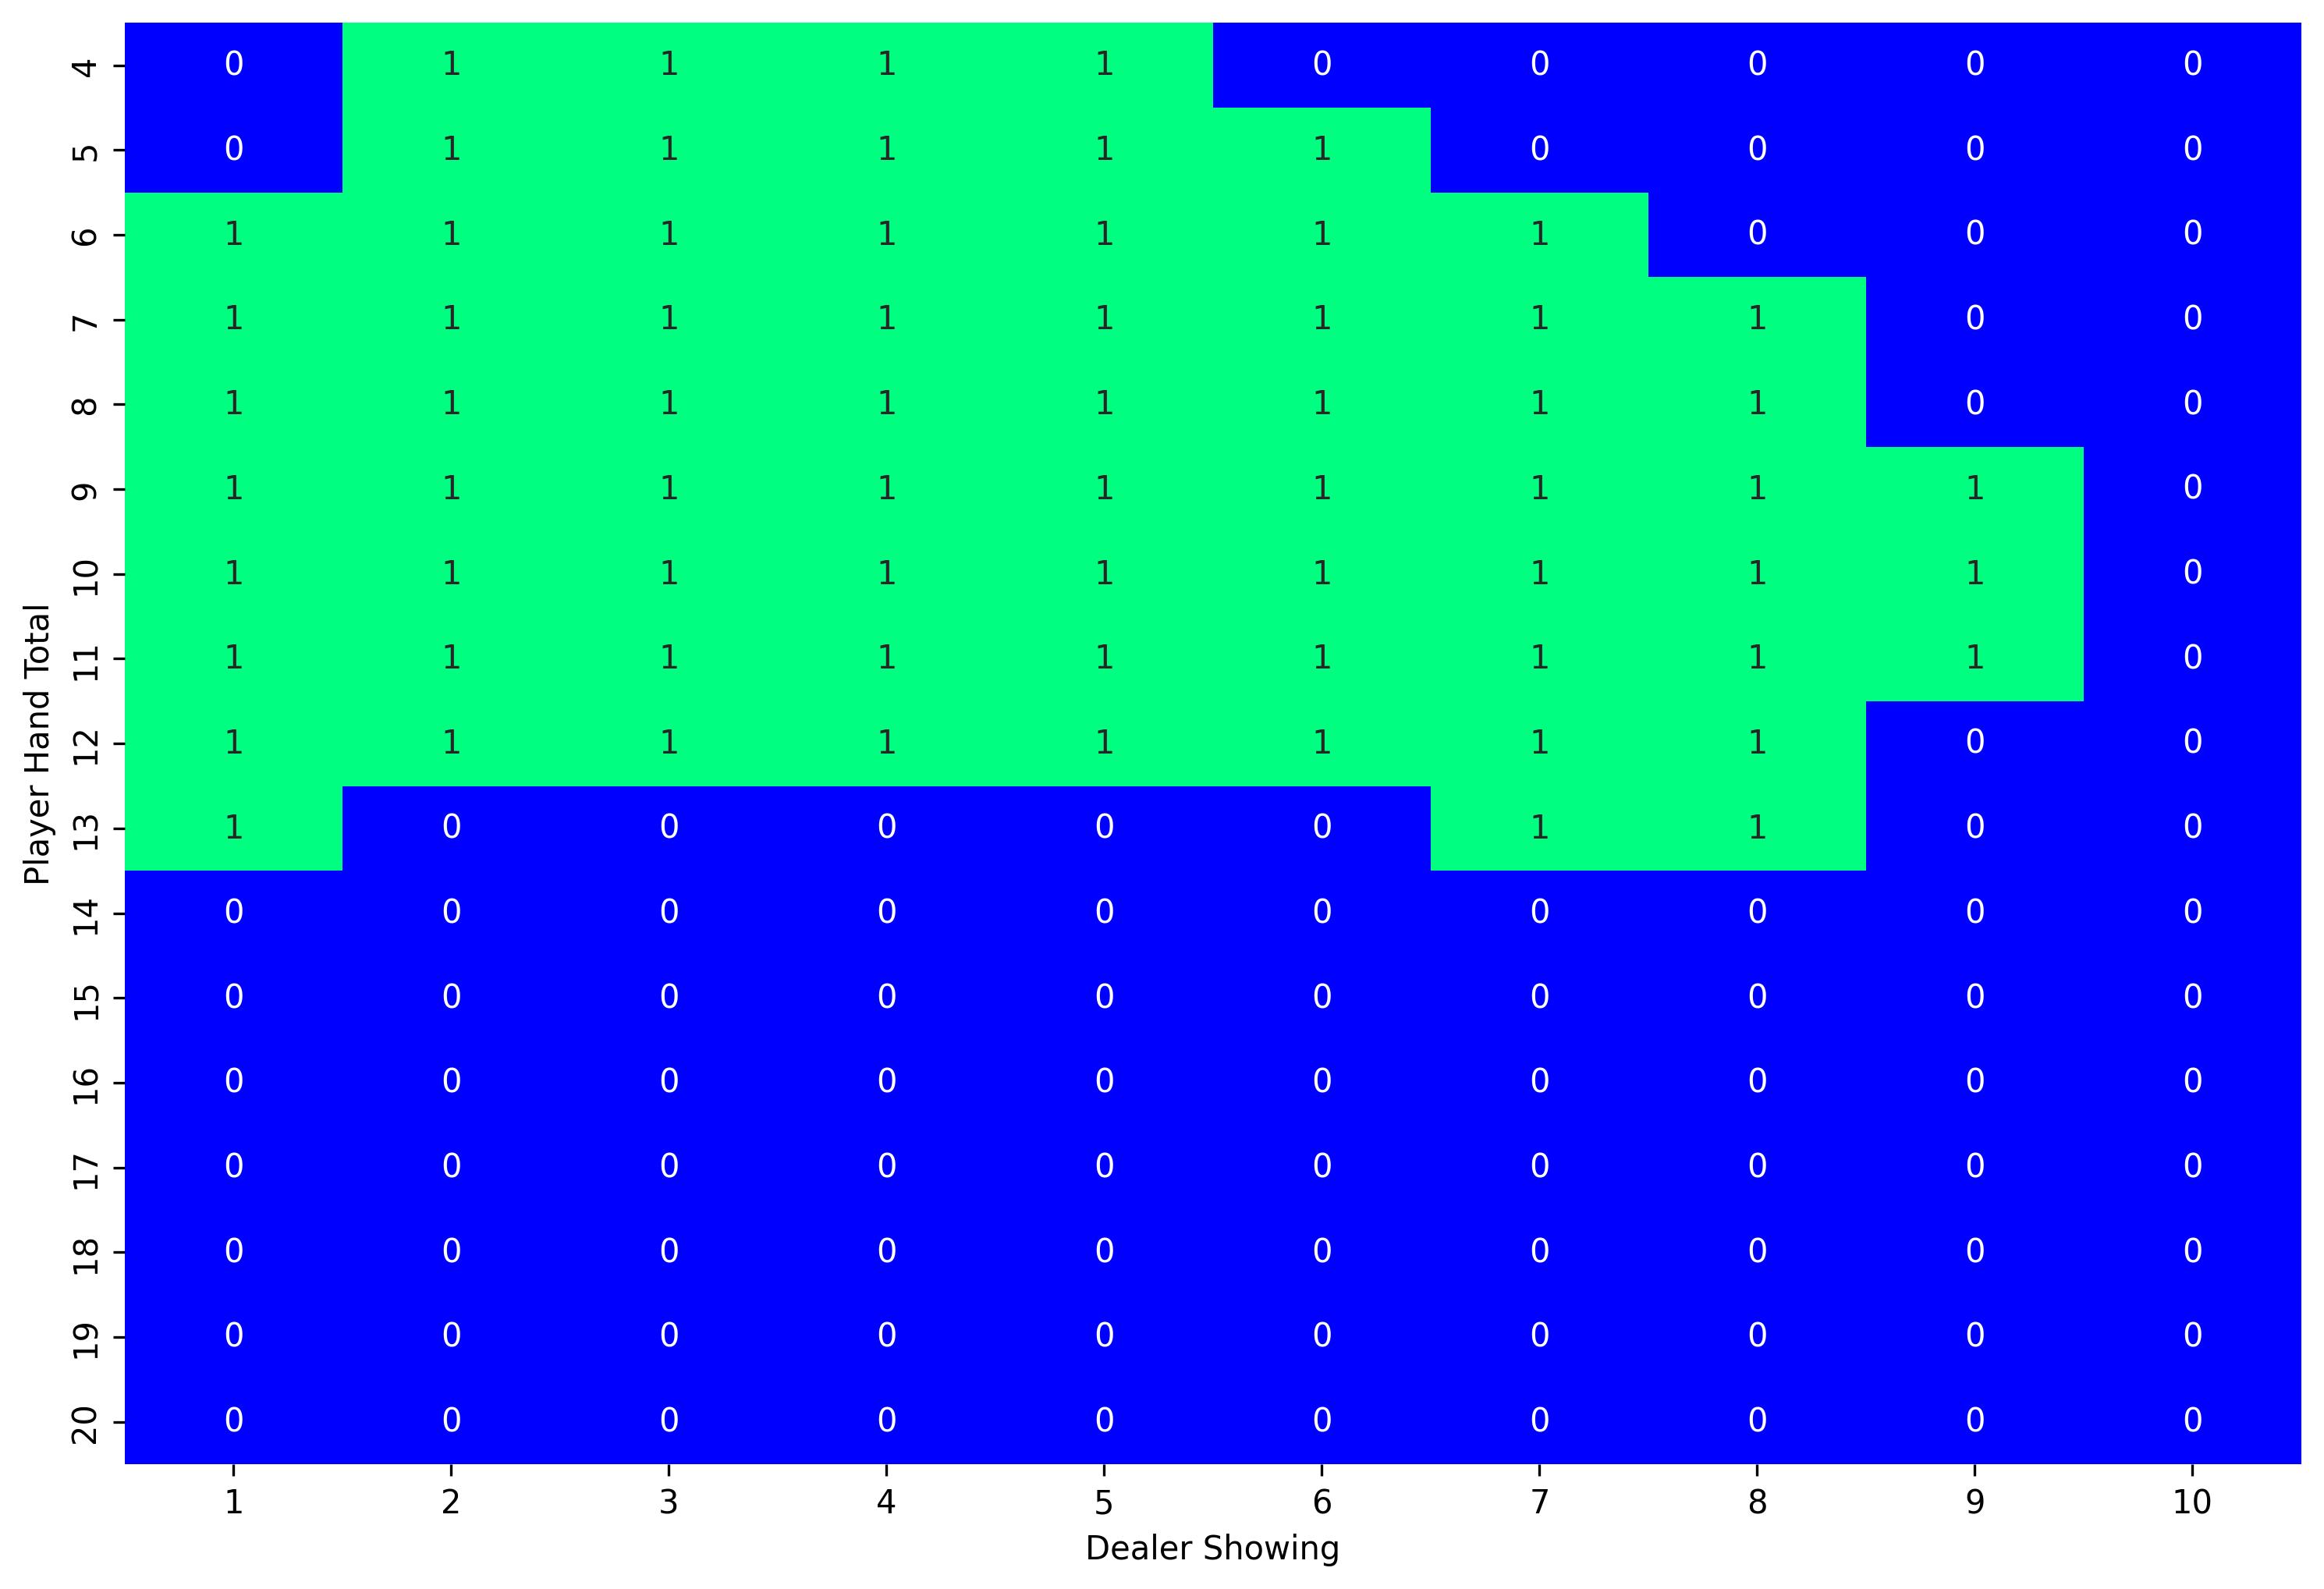 4 0 1 1 1 1 0 0 0 0 0
5 0 1 1 1 1 1 0 0 0 0
6 1 1 1 1 1 1 1 0 0 0
7 1 1 1 1 1 1 1 1 0 0
8 1 1 1 1 1 1 1 1 0 0
9 1 1 1 1 1 1 1 1 1 0
10 1 1 1 1 1 1 1 1 1 0
11 1 1 1 1 1 1 1 1 1 0
12 1 1 1 1 1 1 1 1 0 0
13 1 0 0 0 0 0 1 1 0 0
14 0 0 0 0 0 0 0 0 0 0
15 0 0 0 0 0 0 0 0 0 0
16 0 0 0 0 0 0 0 0 0 0
17 0 0 0 0 0 0 0 0 0 0
18 0 0 0 0 0 0 0 0 0 0
19 0 0 0 0 0 0 0 0 0 0
20 0 0 0 0 0 0 0 0 0 0
1 2 3 4 5 6 7 8 9 10
Dealer Showing
Player Hand Total